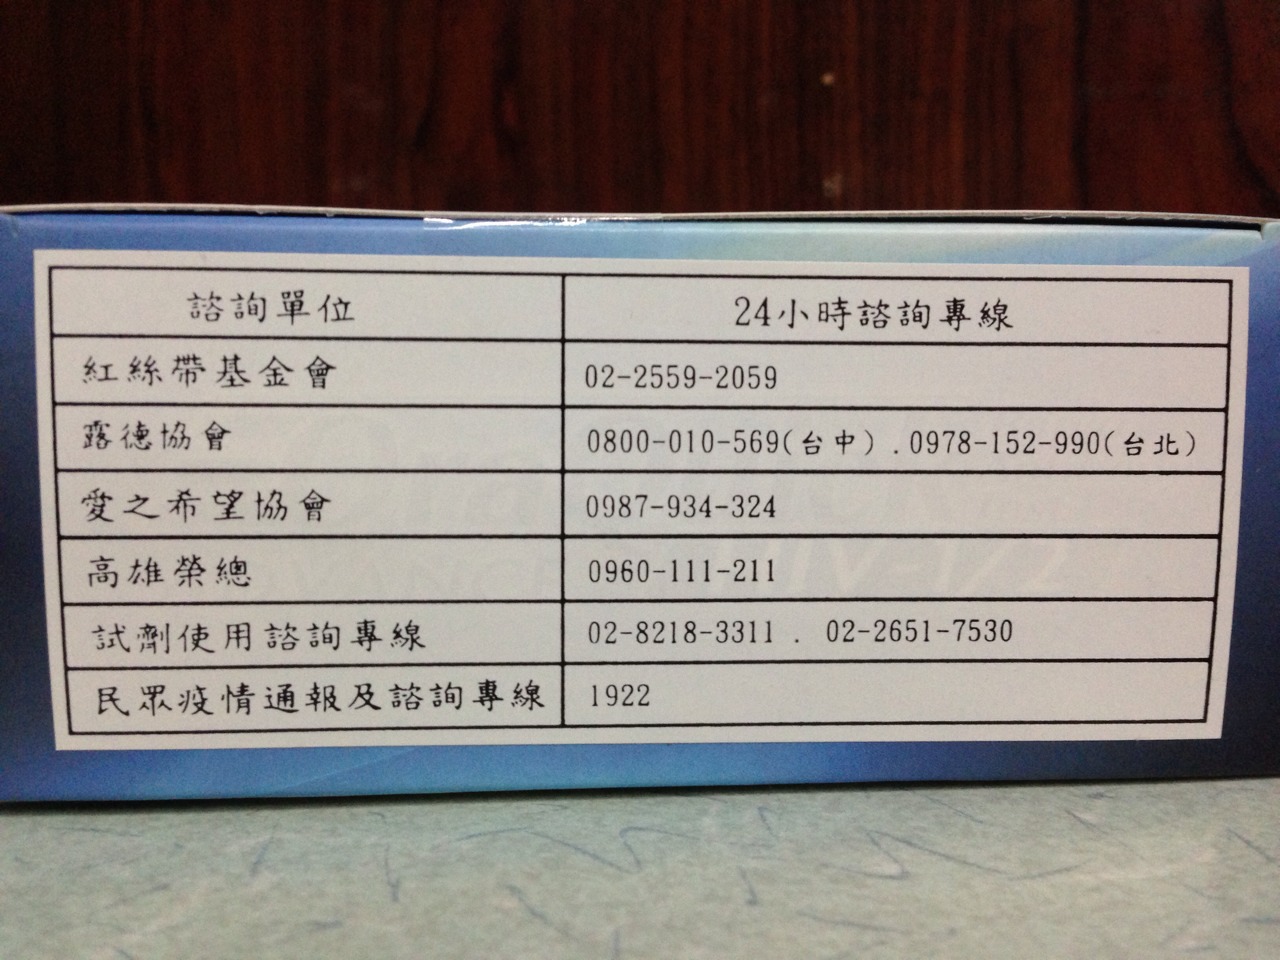 諮詢單位 24小時諮詢專線
紅絲帶基金會 02-2559-2059
露德協會 0800-010-569(台中) .0978-152-990(台北)
愛之希望協會 0987-934-324
高雄榮總 0960-111-211
試劑使用諮詢專線 02-8218-3311 . 02-2651-7530
民眾疫情通報及諮詢專線 1922